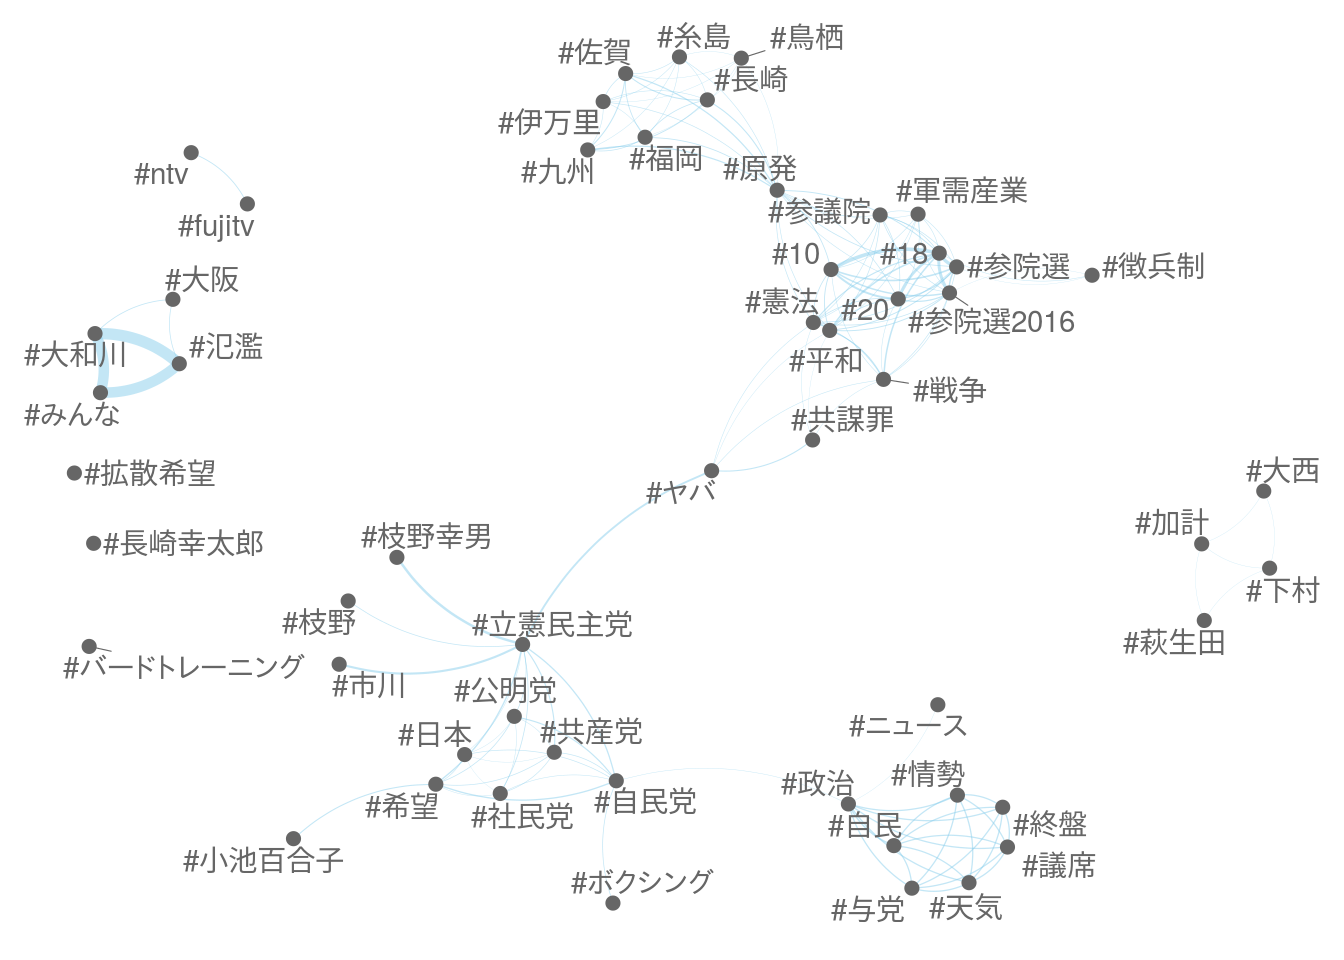 #糸島
#鳥栖
#佐賀
#長崎
#伊万里
#福岡
#九州
#原発
#ntv
#fujitv
#軍需産業
#参議院
#10
#18
#参院選
#徴兵制
#大阪
#憲法
#20
#参院選2016
#氾濫
#大和川
#平和
#戦争
#みんな
#共謀罪
#拡散希望
#ヤバ
#大西
#加計
#長崎幸太郎
#枝野幸男
#下村
#枝野
#立憲民主党
#萩生田
#バードトレーニング
#市川
#公明党
#日本
#共産党
#ニュース
#希望
#社民党
#自民党
#政治
#情勢
#自民
#終盤
#小池百合子
#議席
#ボクシング
#与党
#天気